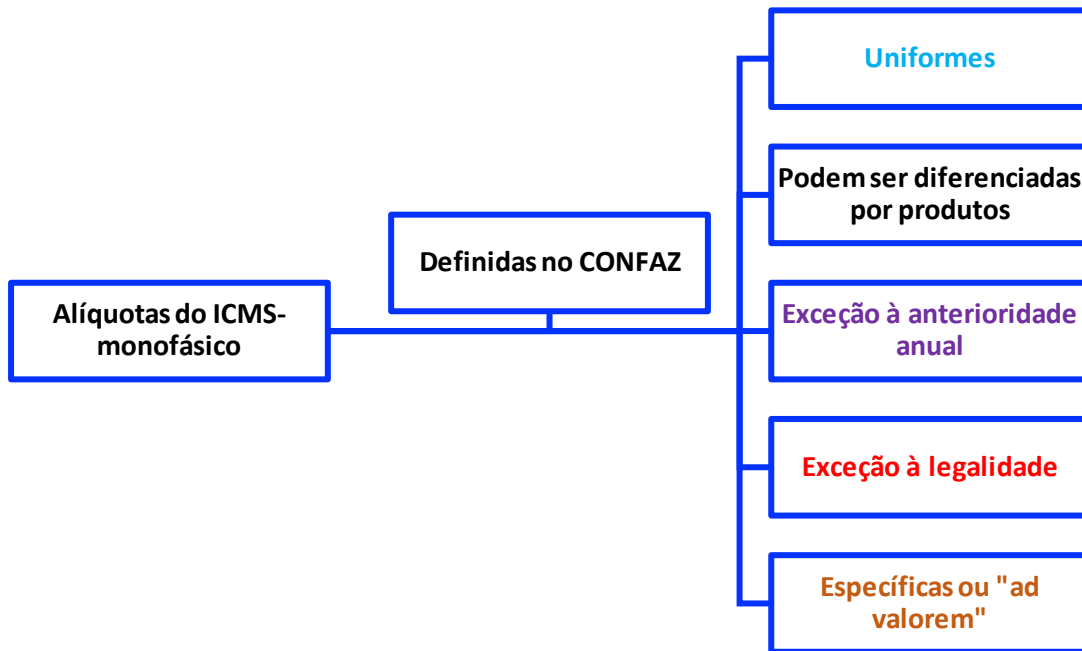 Alíquotas do ICMS-
monofásico
Definidas no CONFAZ
Uniformes
Podem ser diferenciadas
por produtos
Exceção à anterioridade
anual
Exceção à legalidade
Específicas ou "ad
valorem"